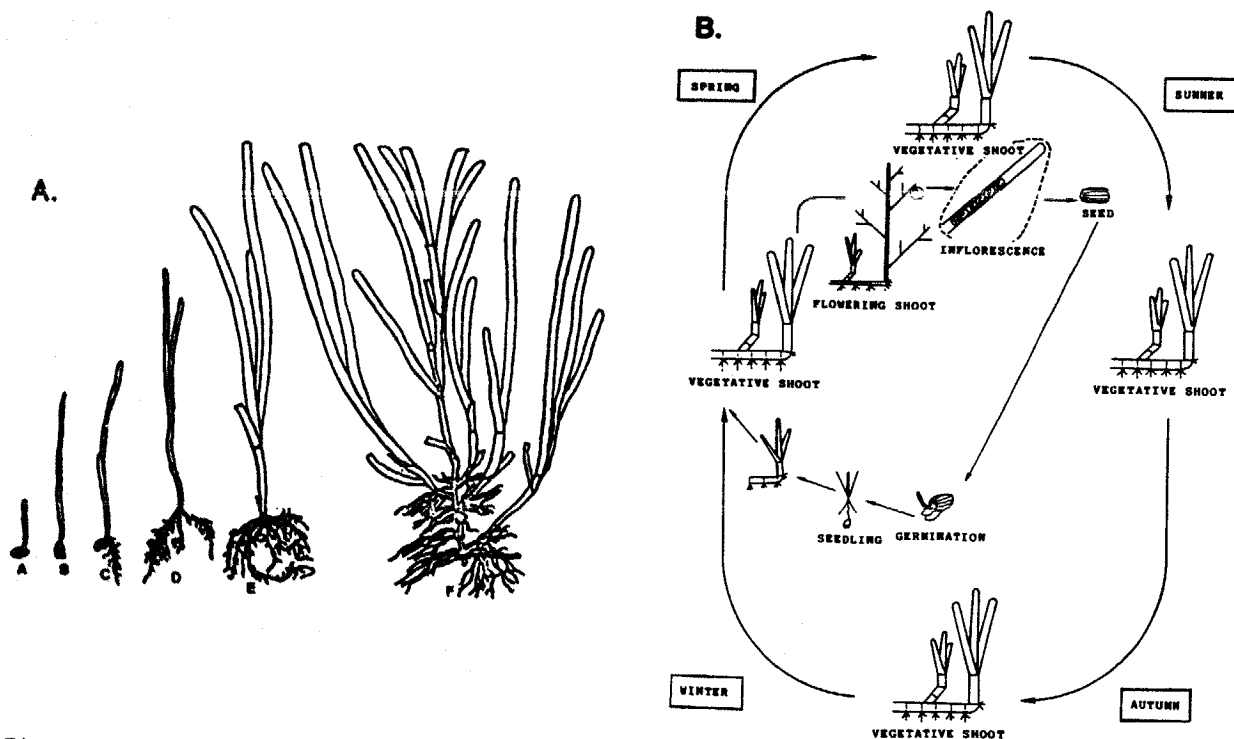 A.
A
B
C
D
E
F
B.
SPRING
SUMMER
VEGETATIVE SHOOT
SEED
INFLORESCENCE
FLOWERING SHOOT
VEGETATIVE SHOOT
VEGETATIVE SHOOT
SEEDLING
GERMINATION
WINTER
AUTUMN
VEGETATIVE SHOOT